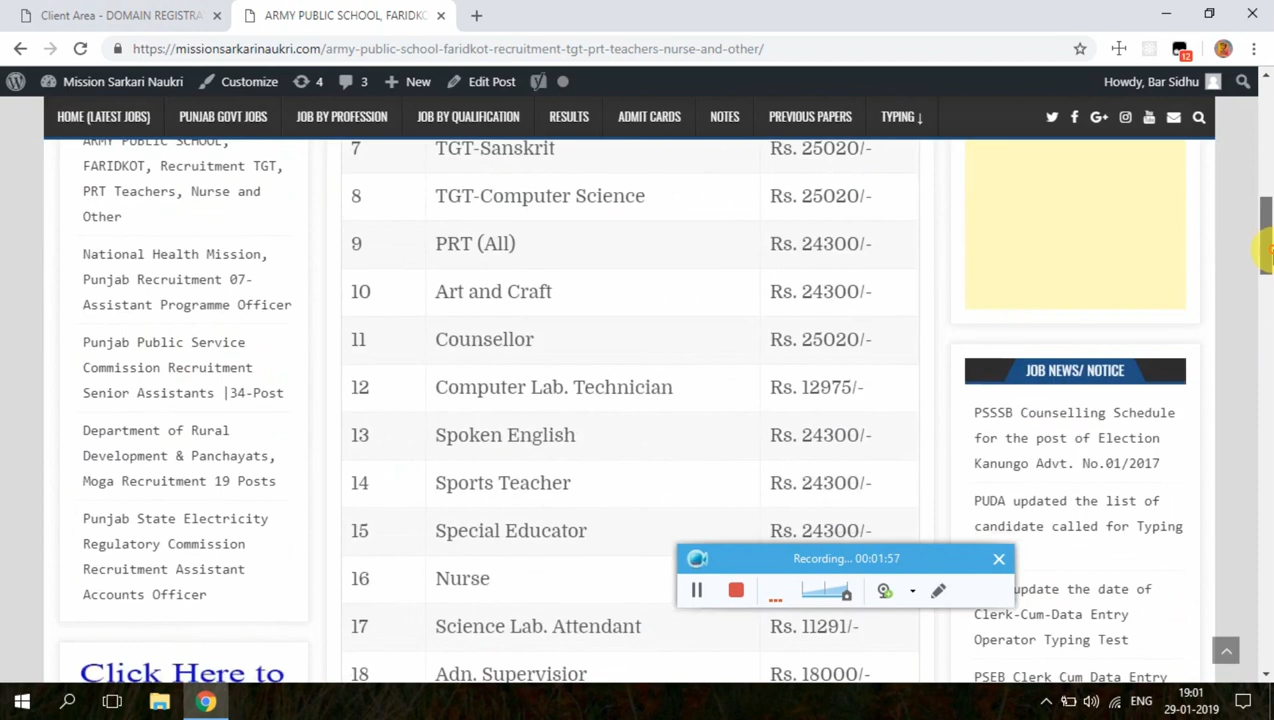 Client Area - DOMAIN REGISTRA
ARMY PUBLIC SCHOOL, FARIDKOT
https://missionsarkarinaukri.com/army-public-school-faridkot-recruitment-tgt-prt-teachers-nurse-and-other/
12
Mission Sarkari Naukri
Customize
4
3
New
Edit Post
Howdy, Bar Sidhu
HOME (LATEST JOBS)
PUNJAB GOVT JOBS
JOB BY PROFESSION
JOB BY QUALIFICATION
RESULTS
ADMIT CARDS
NOTES
PREVIOUS PAPERS
TYPING ↓
ARMY PUBLIC SCHOOL,
FARIDKOT, Recruitment TGT,
PRT Teachers, Nurse and
Other
National Health Mission,
Punjab Recruitment 07-
Assistant Programme Officer
Punjab Public Service
Commission Recruitment
Senior Assistants |34-Post
Department of Rural
Development & Panchayats,
Moga Recruitment 19 Posts
Punjab State Electricity
Regulatory Commission
Recruitment Assistant
Accounts Officer
Click Here to
7 TGT-Sanskrit Rs. 25020/-
8 TGT-Computer Science Rs. 25020/-
9 PRT (All) Rs. 24300/-
10 Art and Craft Rs. 24300/-
11 Counsellor Rs. 25020/-
12 Computer Lab. Technician Rs. 12975/-
13 Spoken English Rs. 24300/-
14 Sports Teacher Rs. 24300/-
15 Special Educator Rs. 24300/-
16 Nurse
17 Science Lab. Attendant Rs. 11291/-
18 Adn. Supervisior Rs. 18000/-
Recording... 00:01:57
JOB NEWS/ NOTICE
PSSSB Counselling Schedule
for the post of Election
Kanungo Advt. No.01/2017
PUDA updated the list of
candidate called for Typing
update the date of
Clerk-Cum-Data Entry
Operator Typing Test
PSEB Clerk Cum Data Entry
ENG
19:01
29-01-2019